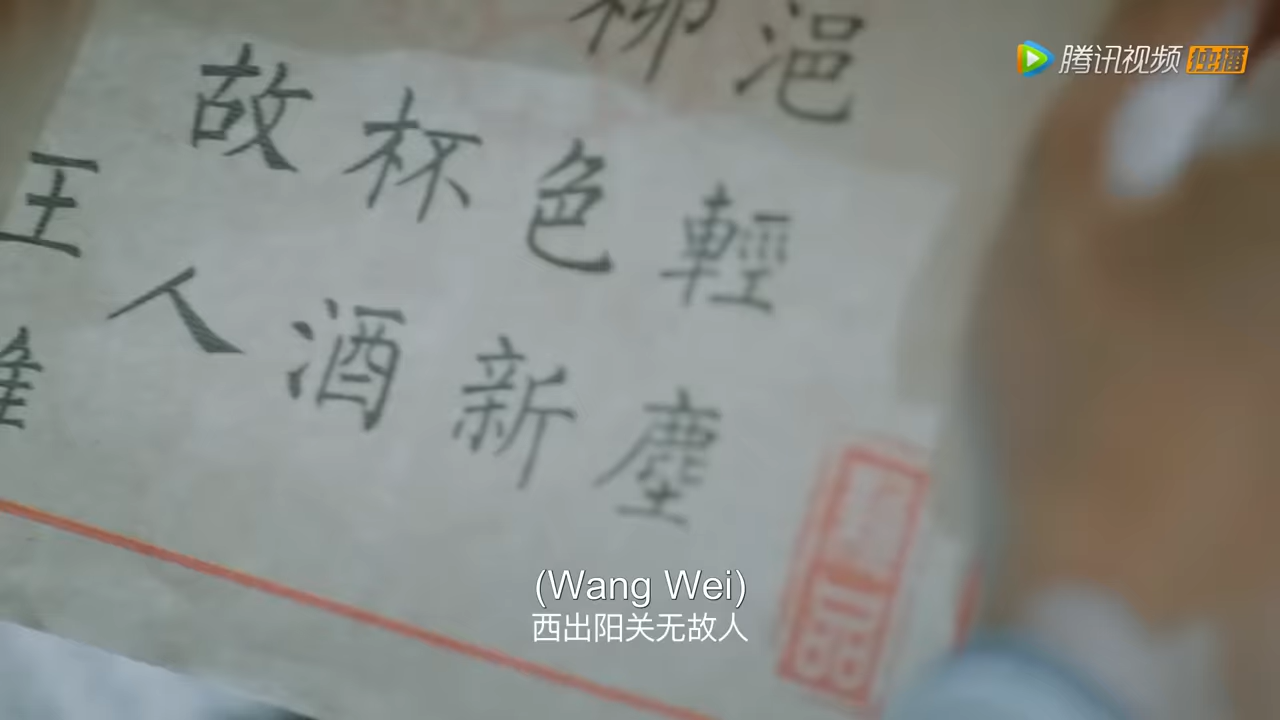 浥輕塵
柳色新
杯酒
故人
王
腾讯视频 独播
(Wang Wei)
西出阳关无故人